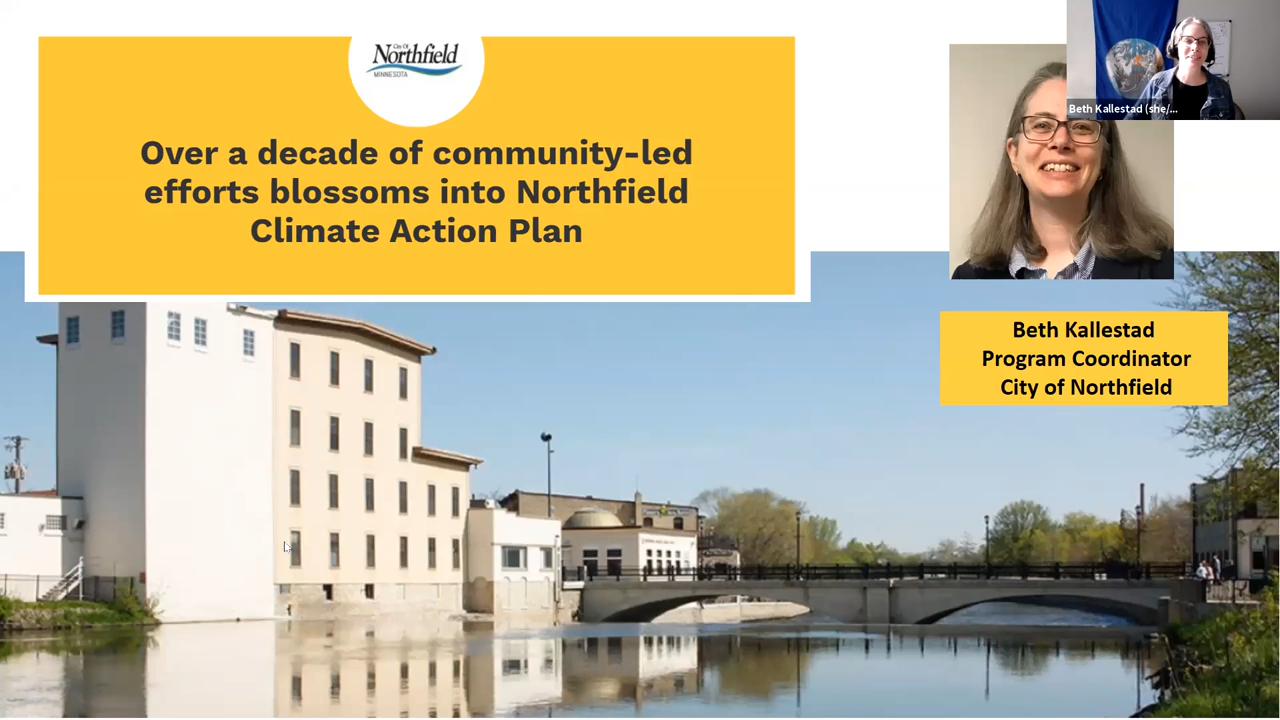 City Of
Northfield
MINNESOTA
Over a decade of community-led
efforts blossoms into Northfield
Climate Action Plan
Beth Kallestad (she/...
Beth Kallestad
Program Coordinator
City of Northfield